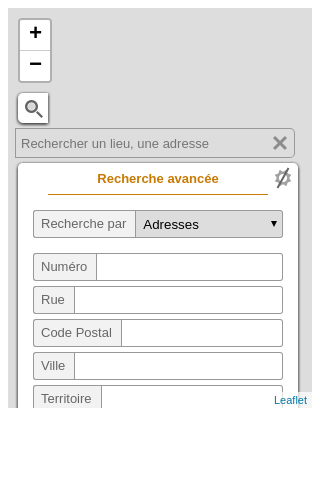 +
−
Rechercher un lieu, une adresse
Recherche avancée
Recherche par Adresses
Numéro
Rue
Code Postal
Ville
Territoire
Leaflet